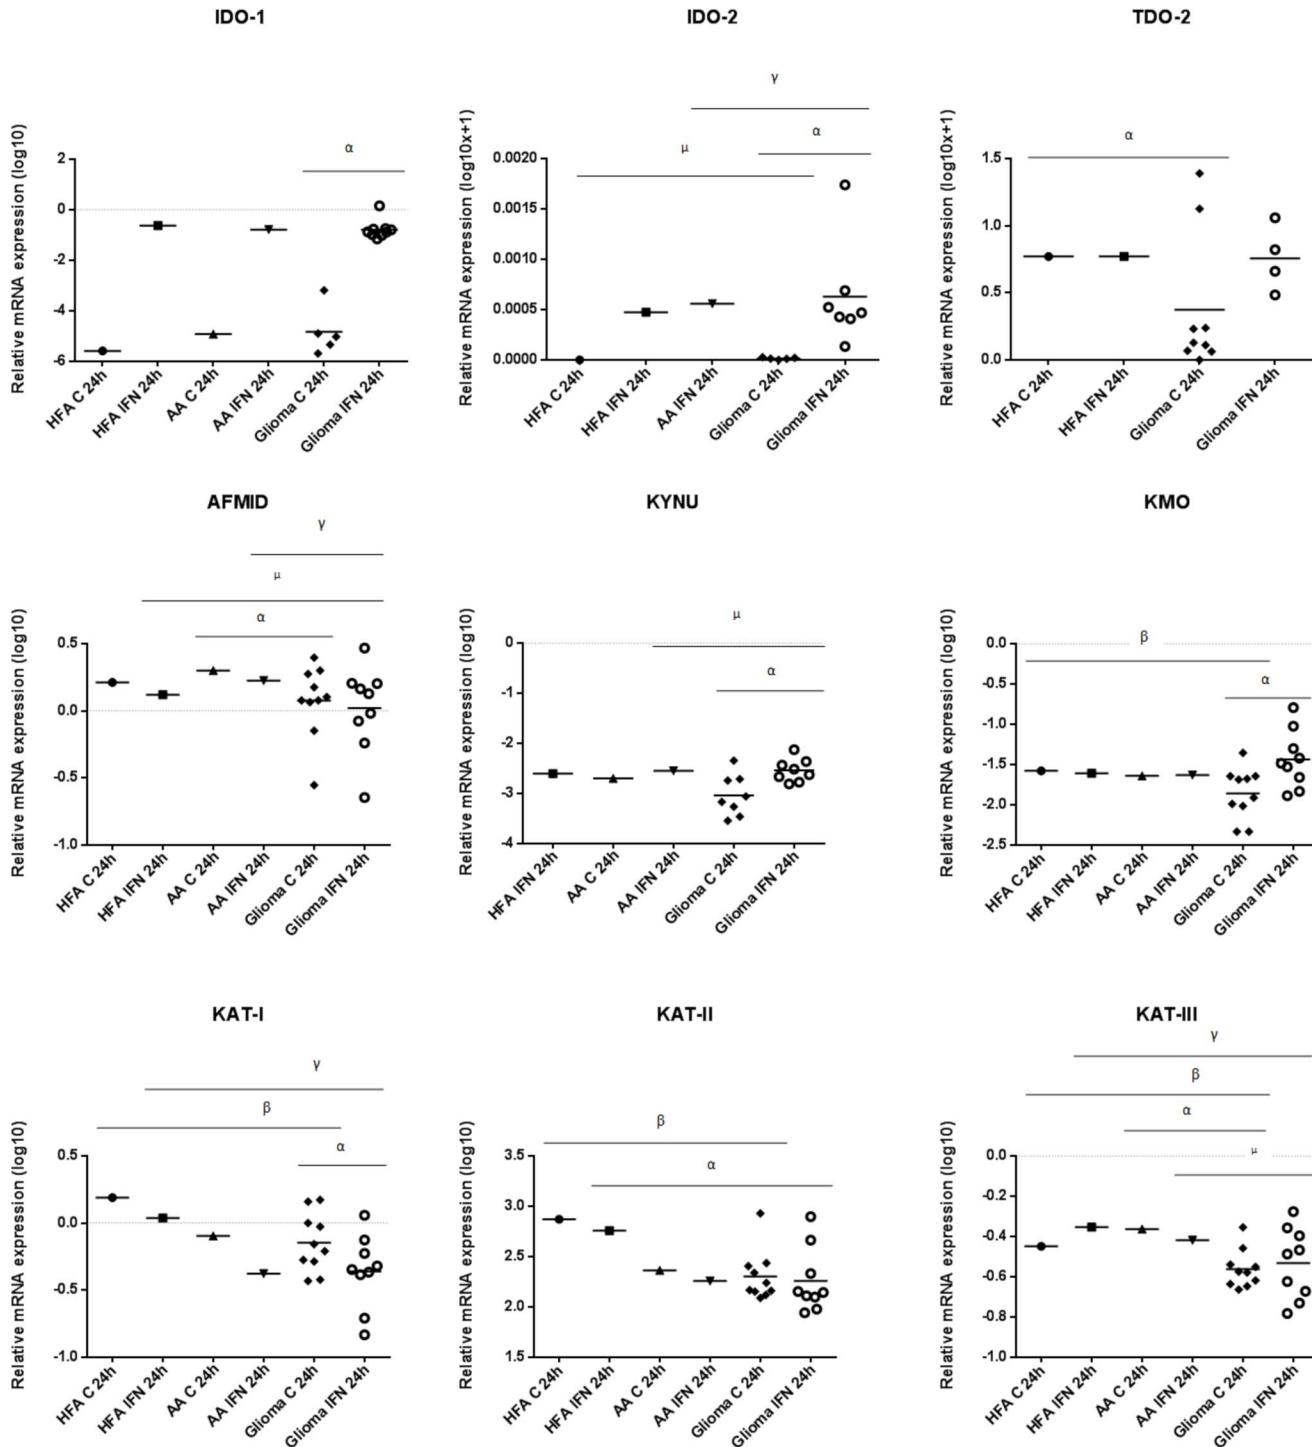 IDO-1
Relative mRNA expression (log10)
α
2
0
-2
-4
-6
HFA C 24h
HFA IFN 24h
AA C 24h
AA IFN 24h
Glioma C 24h
Glioma IFN 24h
IDO-2
Relative mRNA expression (log10x+1)
γ
α
μ
0.0020
0.0015
0.0010
0.0005
0.0000
HFA C 24h
HFA IFN 24h
AA IFN 24h
Glioma C 24h
Glioma IFN 24h
TDO-2
Relative mRNA expression (log10x+1)
α
1.5
1.0
0.5
0.0
HFA C 24h
HFA IFN 24h
Glioma C 24h
Glioma IFN 24h
AFMID
Relative mRNA expression (log10)
γ
μ
α
0.5
0.0
-0.5
-1.0
HFA C 24h
HFA IFN 24h
AA C 24h
AA IFN 24h
Glioma C 24h
Glioma IFN 24h
KYNU
Relative mRNA expression (log10)
μ
α
0
-1
-2
-3
-4
HFA IFN 24h
AA C 24h
AA IFN 24h
Glioma C 24h
Glioma IFN 24h
KMO
Relative mRNA expression (log10)
β
α
0.0
-0.5
-1.0
-1.5
-2.0
-2.5
HFA C 24h
HFA IFN 24h
AA C 24h
AA IFN 24h
Glioma C 24h
Glioma IFN 24h
KAT-I
Relative mRNA expression (log10)
γ
β
α
0.5
0.0
-0.5
-1.0
HFA C 24h
HFA IFN 24h
AA C 24h
AA IFN 24h
Glioma C 24h
Glioma IFN 24h
KAT-II
Relative mRNA expression (log10)
β
α
3.5
3.0
2.5
2.0
1.5
HFA C 24h
HFA IFN 24h
AA C 24h
AA IFN 24h
Glioma C 24h
Glioma IFN 24h
KAT-III
Relative mRNA expression (log10)
γ
β
α
μ
0.0
-0.2
-0.4
-0.6
-0.8
-1.0
HFA C 24h
HFA IFN 24h
AA C 24h
AA IFN 24h
Glioma C 24h
Glioma IFN 24h